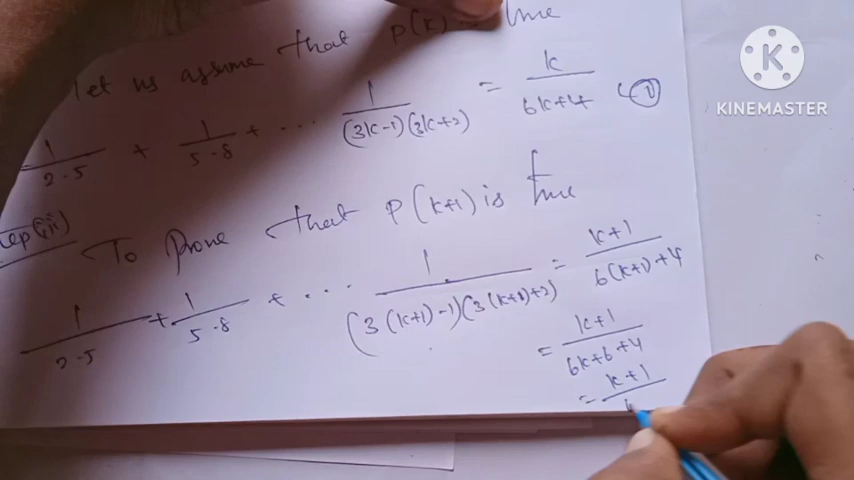 let us assume that P(k) is true
1/2·5 + 1/5·8 + ... 1/(3k-1)(3k+2) = k/6k+4 ①
To prove that P(k+1) is true
1/2·5 + 1/5·8 + ... 1/(3(k+1)-1)(3(k+1)+2) = k+1/6(k+1)+4
= k+1/6k+6+4
= k+1/
K
KINEMASTER